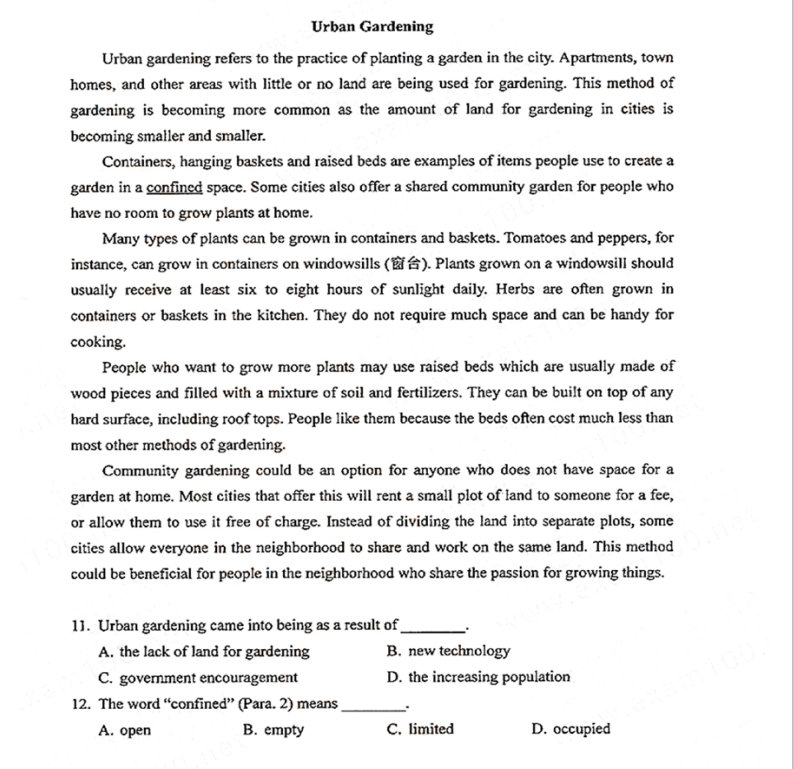 Urban Gardening
Urban gardening refers to the practice of planting a garden in the city. Apartments, town
homes, and other areas with little or no land are being used for gardening. This method of
gardening is becoming more common as the amount of land for gardening in cities is
becoming smaller and smaller.
Containers, hanging baskets and raised beds are examples of items people use to create a
garden in a confined space. Some cities also offer a shared community garden for people who
have no room to grow plants at home.
Many types of plants can be grown in containers and baskets. Tomatoes and peppers, for
instance, can grow in containers on windowsills (窗台). Plants grown on a windowsill should
usually receive at least six to eight hours of sunlight daily. Herbs are often grown in
containers or baskets in the kitchen. They do not require much space and can be handy for
cooking.
People who want to grow more plants may use raised beds which are usually made of
wood pieces and filled with a mixture of soil and fertilizers. They can be built on top of any
hard surface, including roof tops. People like them because the beds often cost much less than
most other methods of gardening.
Community gardening could be an option for anyone who does not have space for a
garden at home. Most cities that offer this will rent a small plot of land to someone for a fee,
or allow them to use it free of charge. Instead of dividing the land into separate plots, some
cities allow everyone in the neighborhood to share and work on the same land. This method
could be beneficial for people in the neighborhood who share the passion for growing things.
11. Urban gardening came into being as a result of ________.
A. the lack of land for gardening B. new technology
C. government encouragement D. the increasing population
12. The word “confined” (Para. 2) means ________.
A. open B. empty C. limited D. occupied